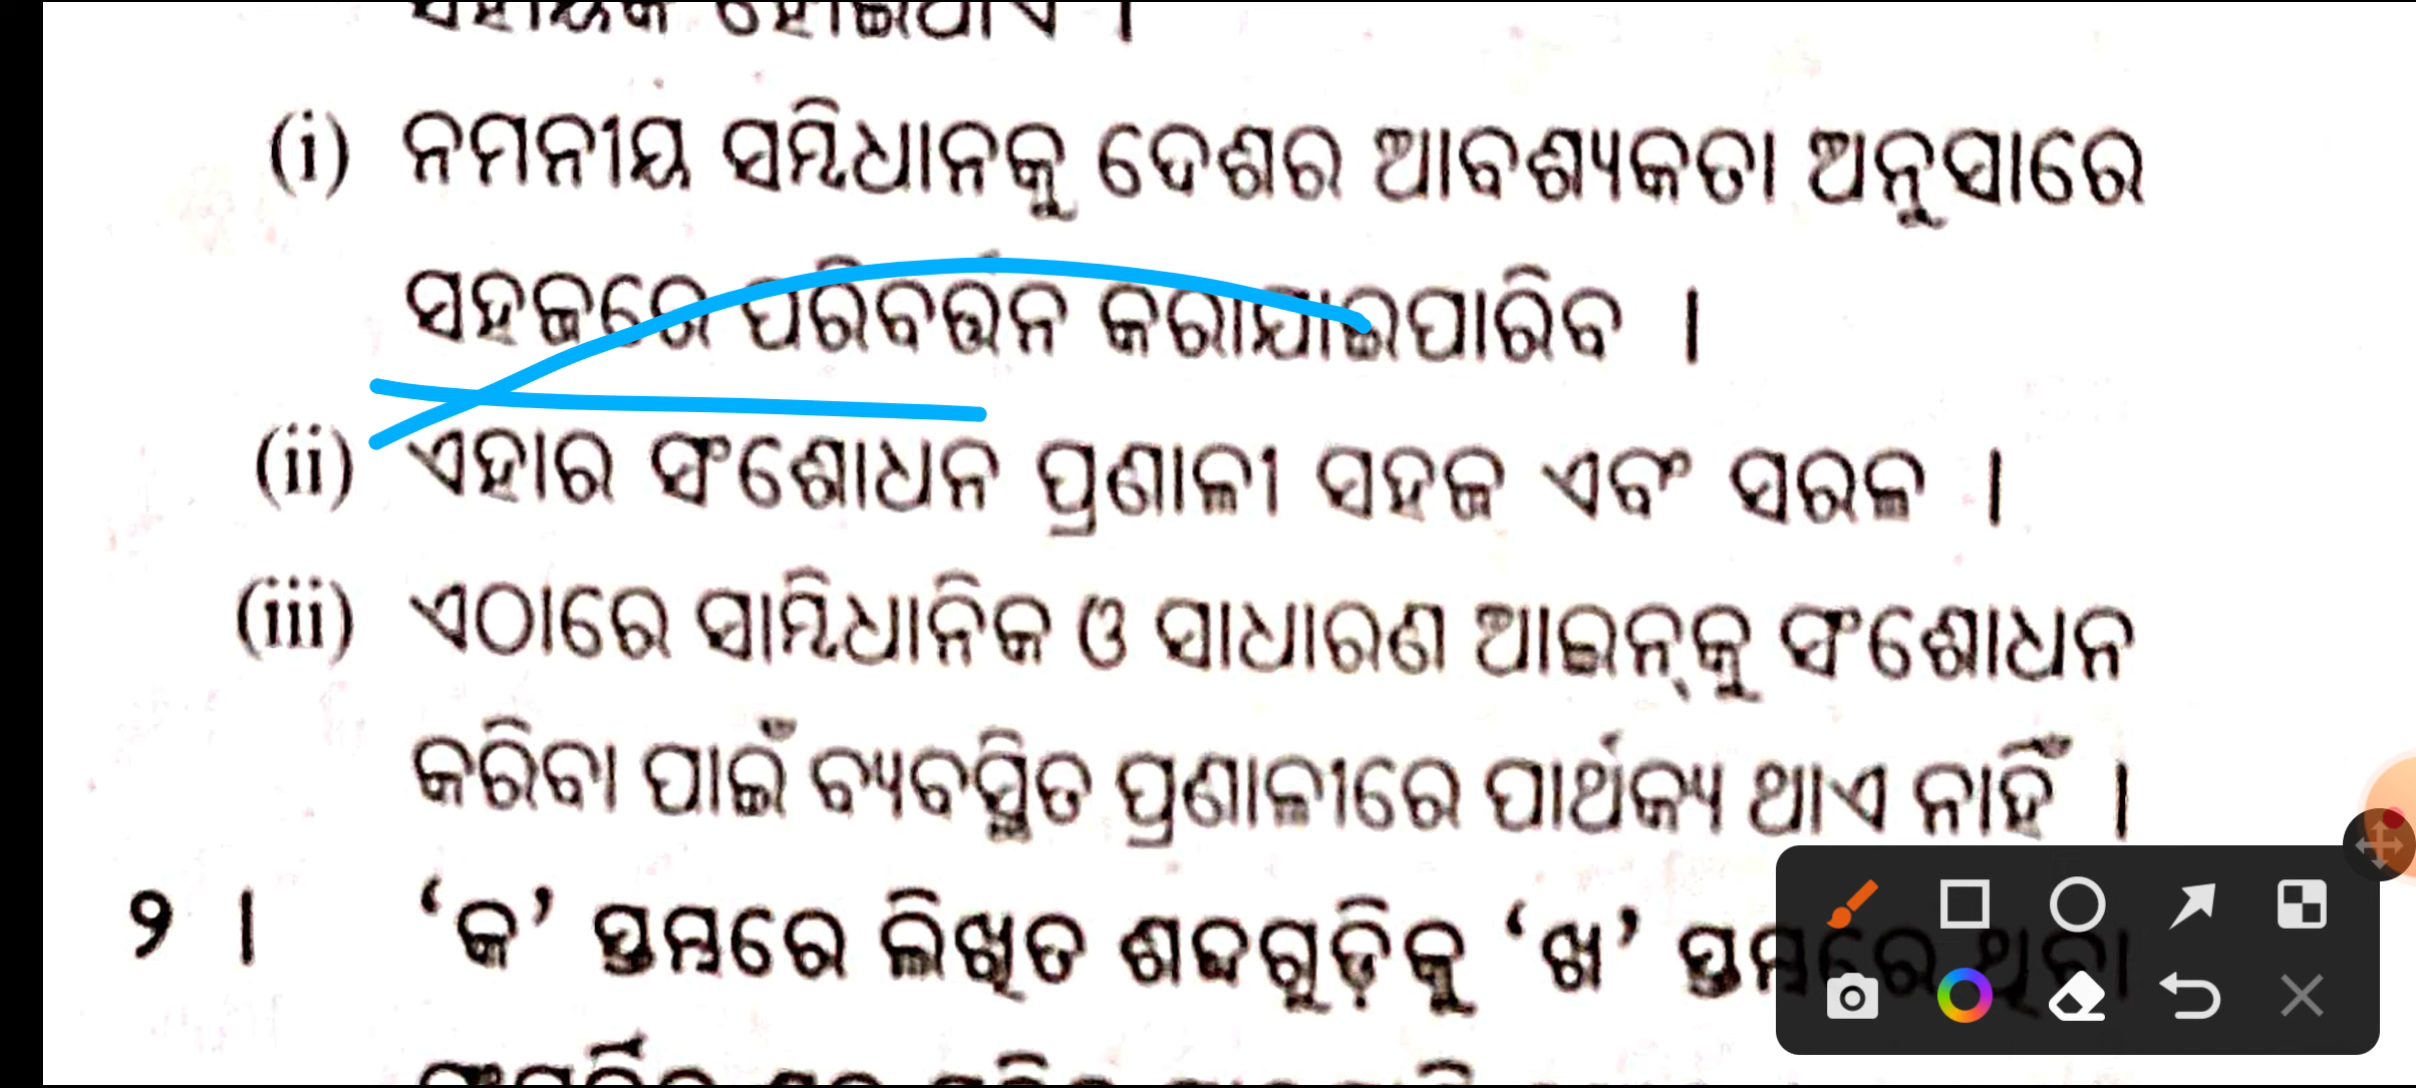 (i) ନମନୀୟ ସମ୍ବିଧାନକୁ ଦେଶର ଆବଶ୍ୟକତା ଅନୁସାରେ
ସହଜରେ ପରିବର୍ତ୍ତନ କରାଯାଇପାରିବ ।
(ii) ଏହାର ସଂଶୋଧନ ପ୍ରଣାଳୀ ସହଜ ଏବଂ ସରଳ ।
(iii) ଏଠାରେ ସାମ୍ବିଧାନିକ ଓ ସାଧାରଣ ଆଇନ୍‌କୁ ସଂଶୋଧନ
କରିବା ପାଇଁ ବ୍ୟବସ୍ଥିତ ପ୍ରଣାଳୀରେ ପାର୍ଥକ୍ୟ ଥାଏ ନାହିଁ ।
୨ । ‘କ’ ସ୍ତମ୍ଭରେ ଲିଖିତ ଶବ୍ଦଗୁଡ଼ିକୁ ‘ଖ’ ସ୍ତମ୍ଭରେ ଥିବା